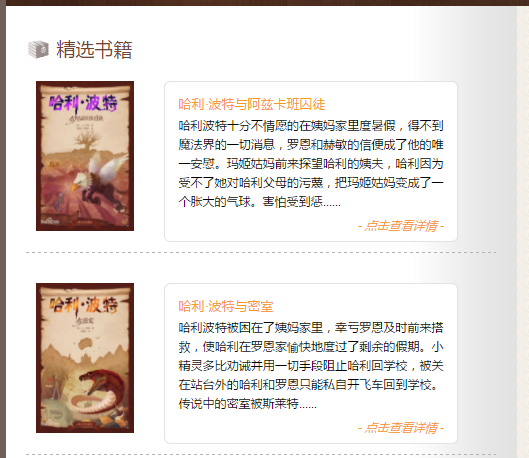 精选书籍
哈利·波特
哈利·波特与阿兹卡班囚徒
哈利波特十分不情愿的在姨妈家里度暑假，得不到
魔法界的一切消息，罗恩和赫敏的信便成了他的唯
一安慰。玛姬姑妈前来探望哈利的姨夫，哈利因为
受不了她对哈利父母的污蔑，把玛姬姑妈变成了一
个胀大的气球。害怕受到惩......
- 点击查看详情 -
哈利·波特
哈利·波特与密室
哈利波特被困在了姨妈家里，幸亏罗恩及时前来搭
救，使哈利在罗恩家愉快地度过了剩余的假期。小
精灵多比劝诫并用一切手段阻止哈利回学校，被关
在站台外的哈利和罗恩只能私自开飞车回到学校。
传说中的密室被斯莱特......
- 点击查看详情 -